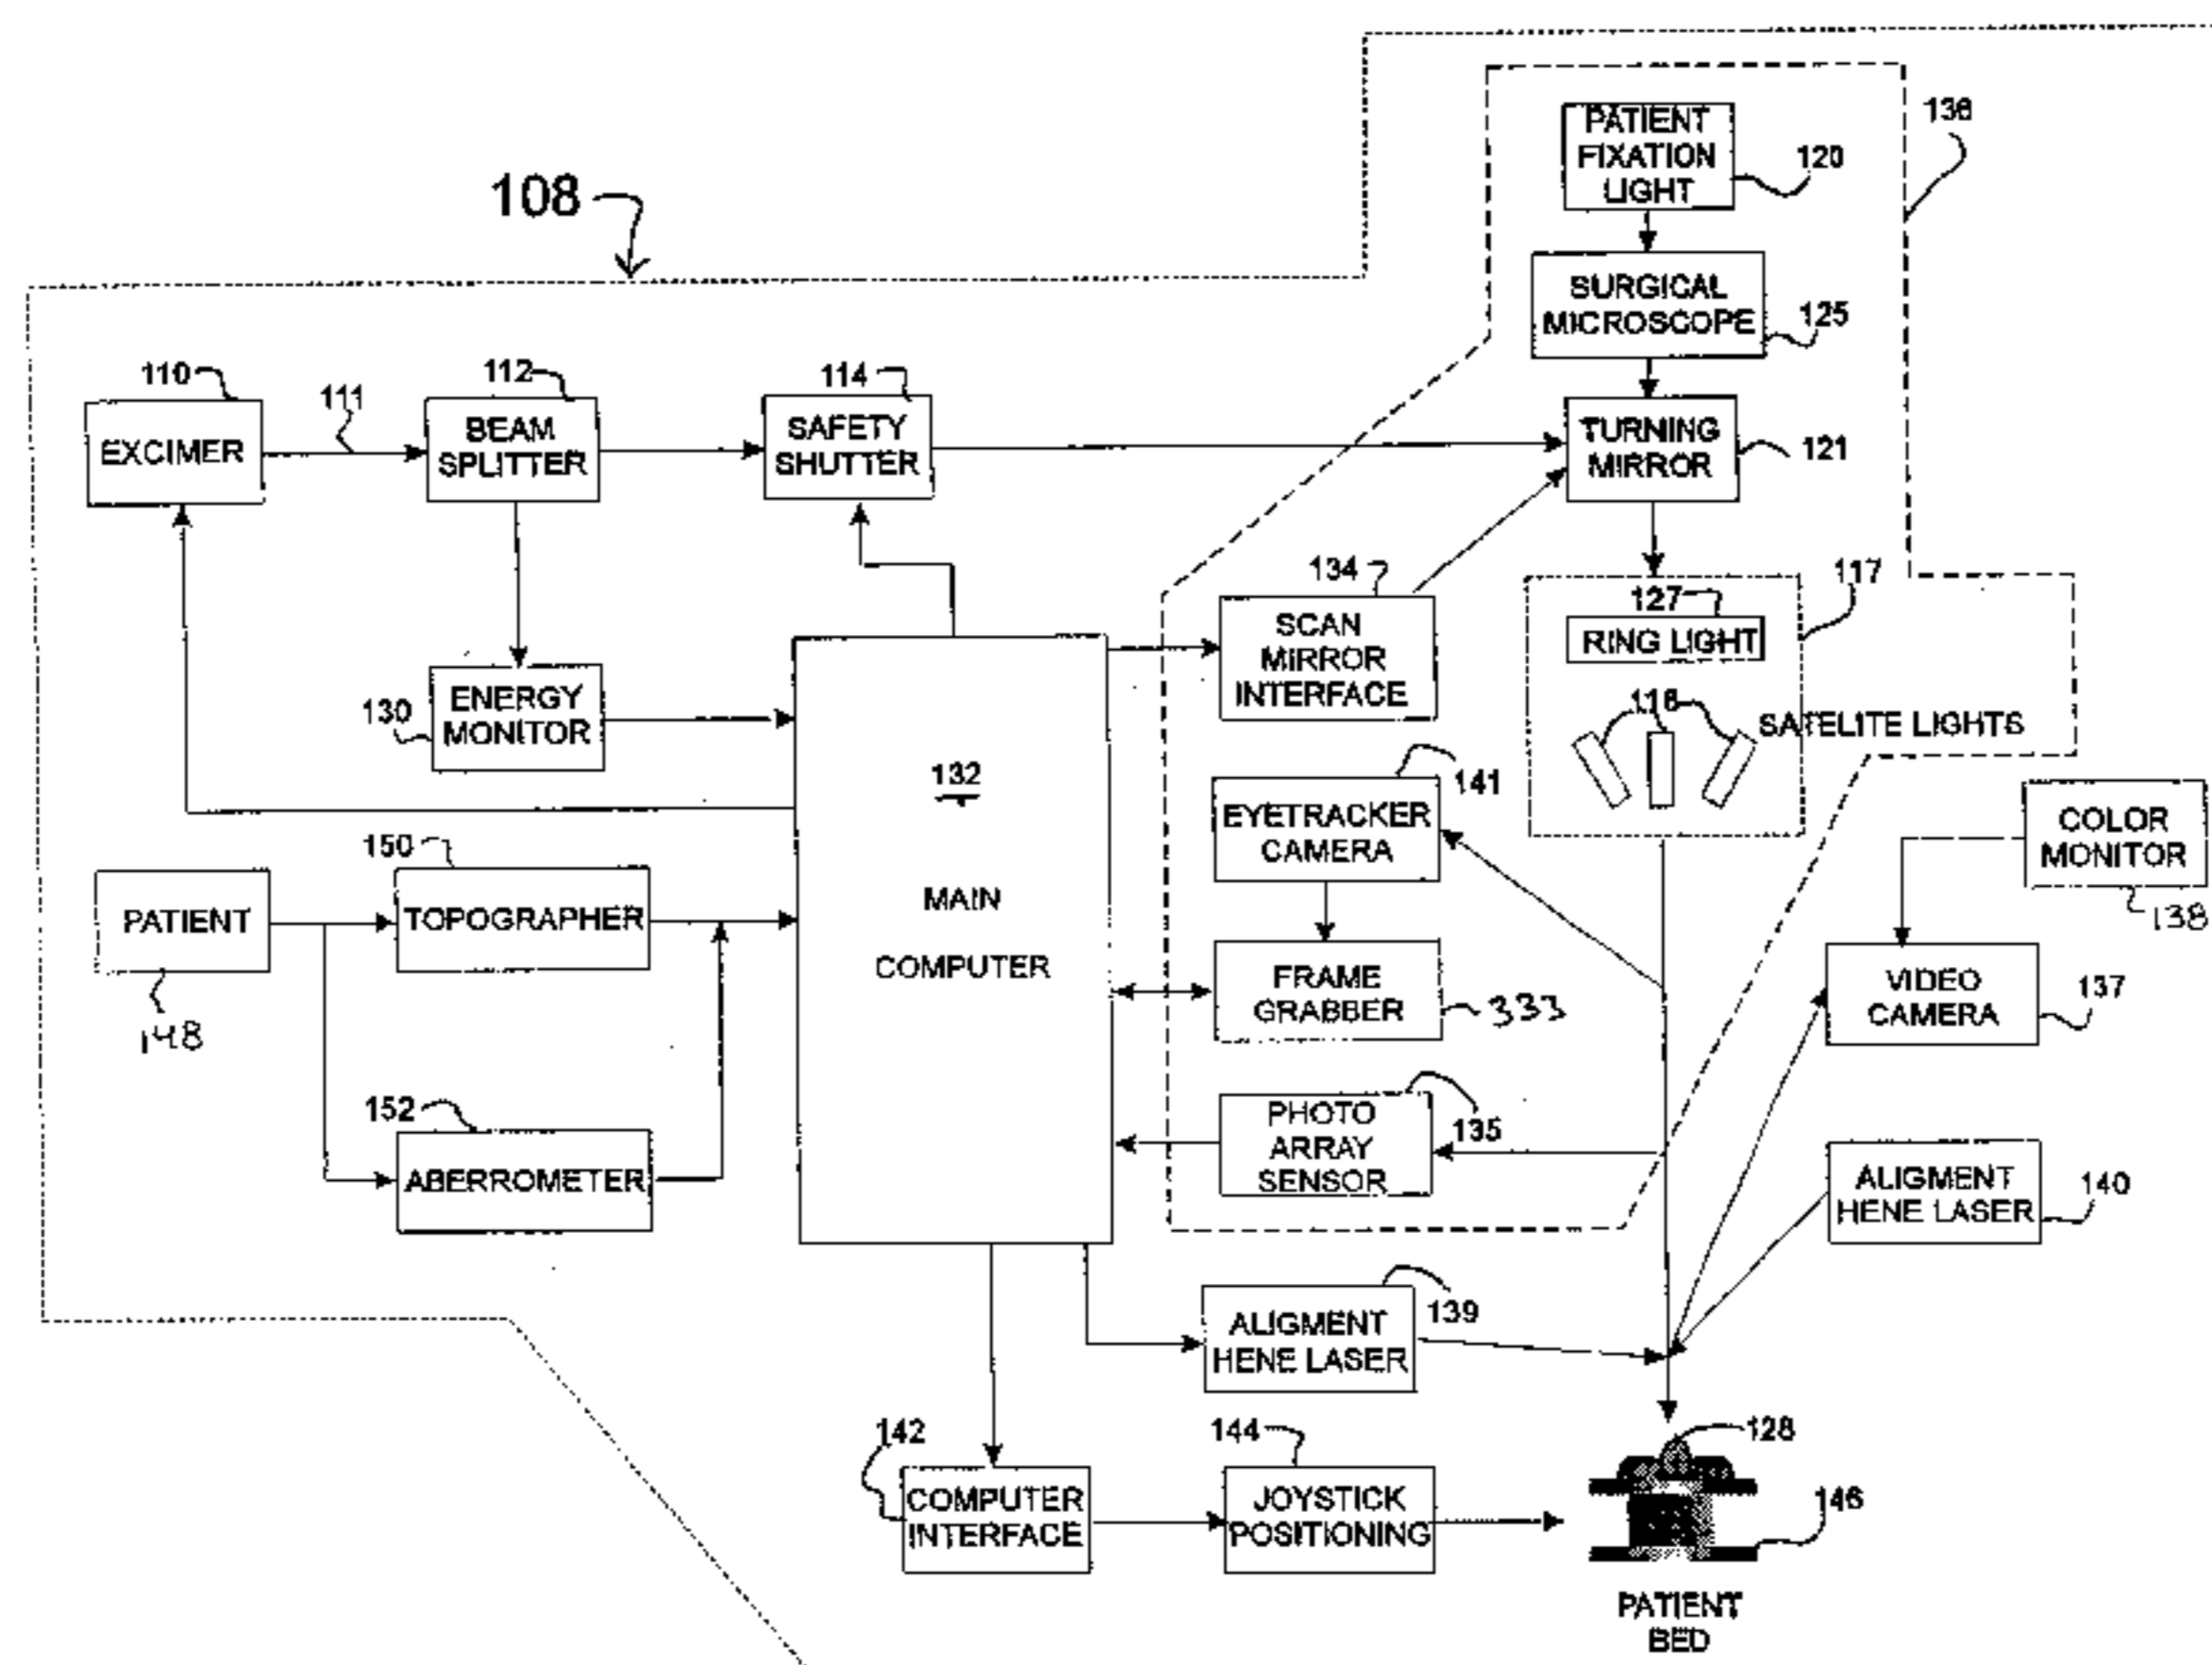 108
136
PATIENT
FIXATION
LIGHT
120
SURGICAL
MICROSCOPE
125
110
111
112
114
EXCIMER
BEAM
SPLITTER
SAFETY
SHUTTER
TURNING
MIRROR
121
134
117
127
RING LIGHT
SCAN
MIRROR
INTERFACE
130
ENERGY
MONITOR
116
SATELITE LIGHTS
132
MAIN
COMPUTER
141
EYETRACKER
CAMERA
COLOR
MONITOR
138
150
PATIENT
TOPOGRAPHER
148
FRAME
GRABBER
333
VIDEO
CAMERA
137
152
ABERROMETER
PHOTO
ARRAY
SENSOR
135
ALIGMENT
HENE LASER
140
ALIGMENT
HENE LASER
139
142
COMPUTER
INTERFACE
144
JOYSTICK
POSITIONING
128
146
PATIENT
BED